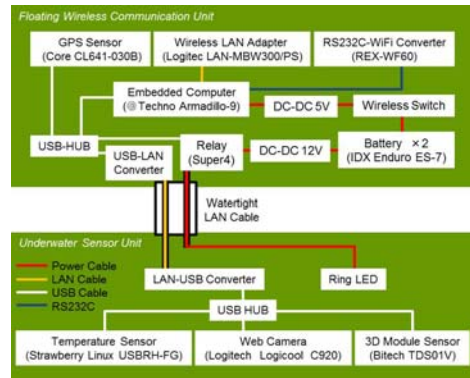 Floating Wireless Communication Unit
GPS Sensor
(Core CL641-030B)
Wireless LAN Adapter
(Logitec LAN-MBW300/PS)
RS232C-WiFi Converter
(REX-WF60)
Embedded Computer
(@Techno Armadillo-9)
DC-DC 5V
Wireless Switch
USB-HUB
USB-LAN
Converter
Relay
(Super4)
DC-DC 12V
Battery ×2
(IDX Enduro ES-7)
Watertight
LAN Cable
Underwater Sensor Unit
Power Cable
LAN Cable
USB Cable
RS232C
LAN-USB Converter
Ring LED
USB HUB
Temperature Sensor
(Strawberry Linux USBRH-FG)
Web Camera
(Logitech Logicool C920)
3D Module Sensor
(Bitech TDS01V)